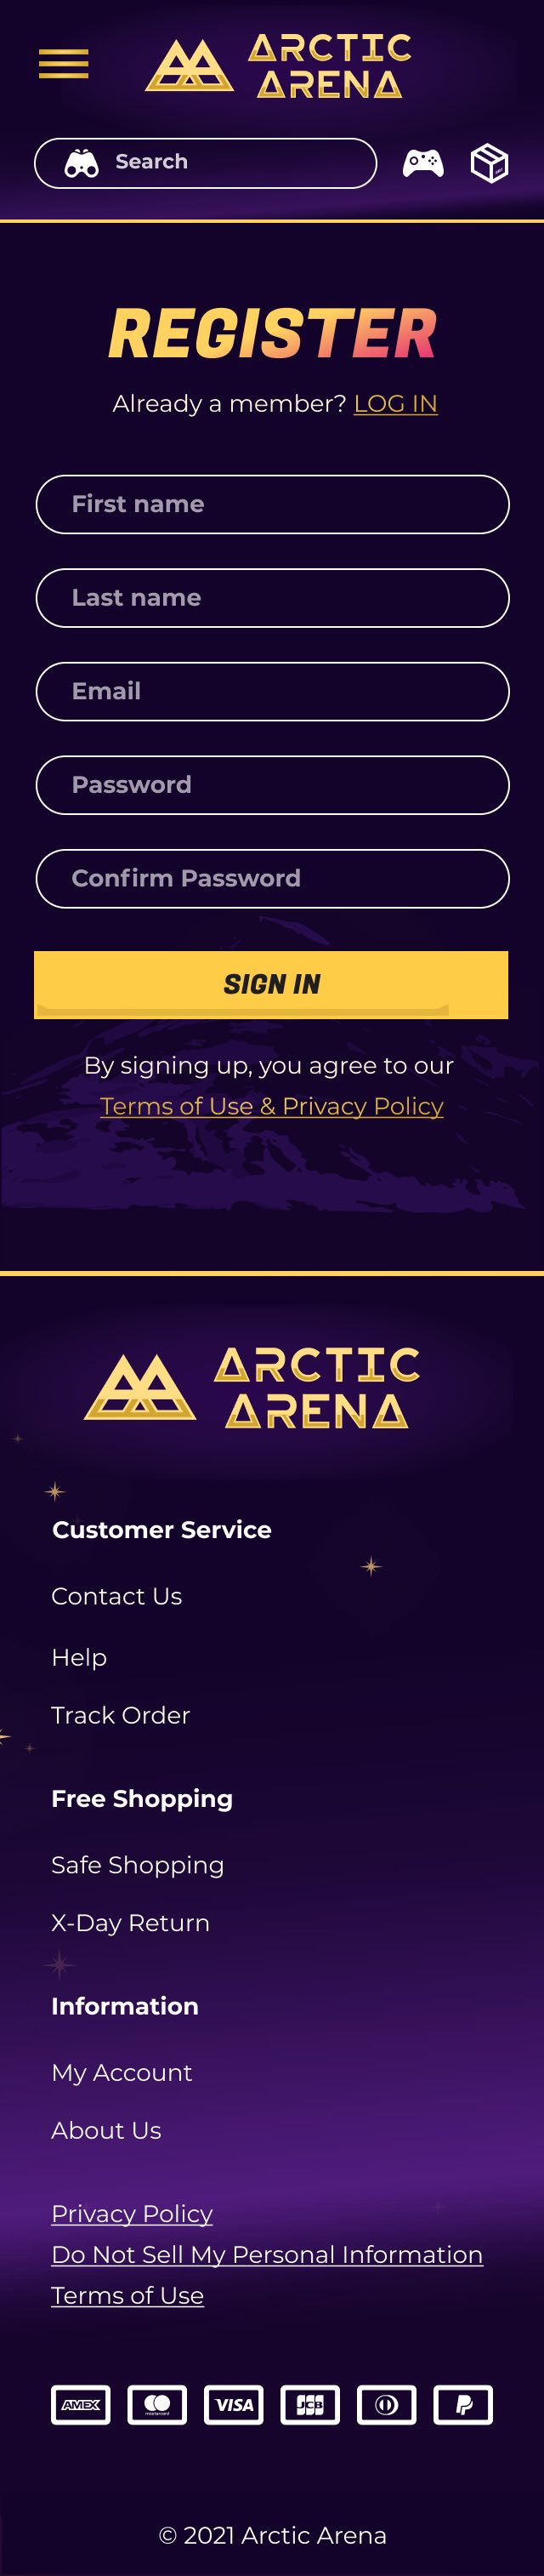 ARCTIC
ARENA
Search
REGISTER
Already a member? LOG IN
First name
Last name
Email
Password
Confirm Password
SIGN IN
By signing up, you agree to our
Terms of Use & Privacy Policy
ARCTIC
ARENA
Customer Service
Contact Us
Help
Track Order
Free Shopping
Safe Shopping
X-Day Return
Information
My Account
About Us
Privacy Policy
Do Not Sell My Personal Information
Terms of Use
AMEX mastercard VISA JCB
© 2021 Arctic Arena